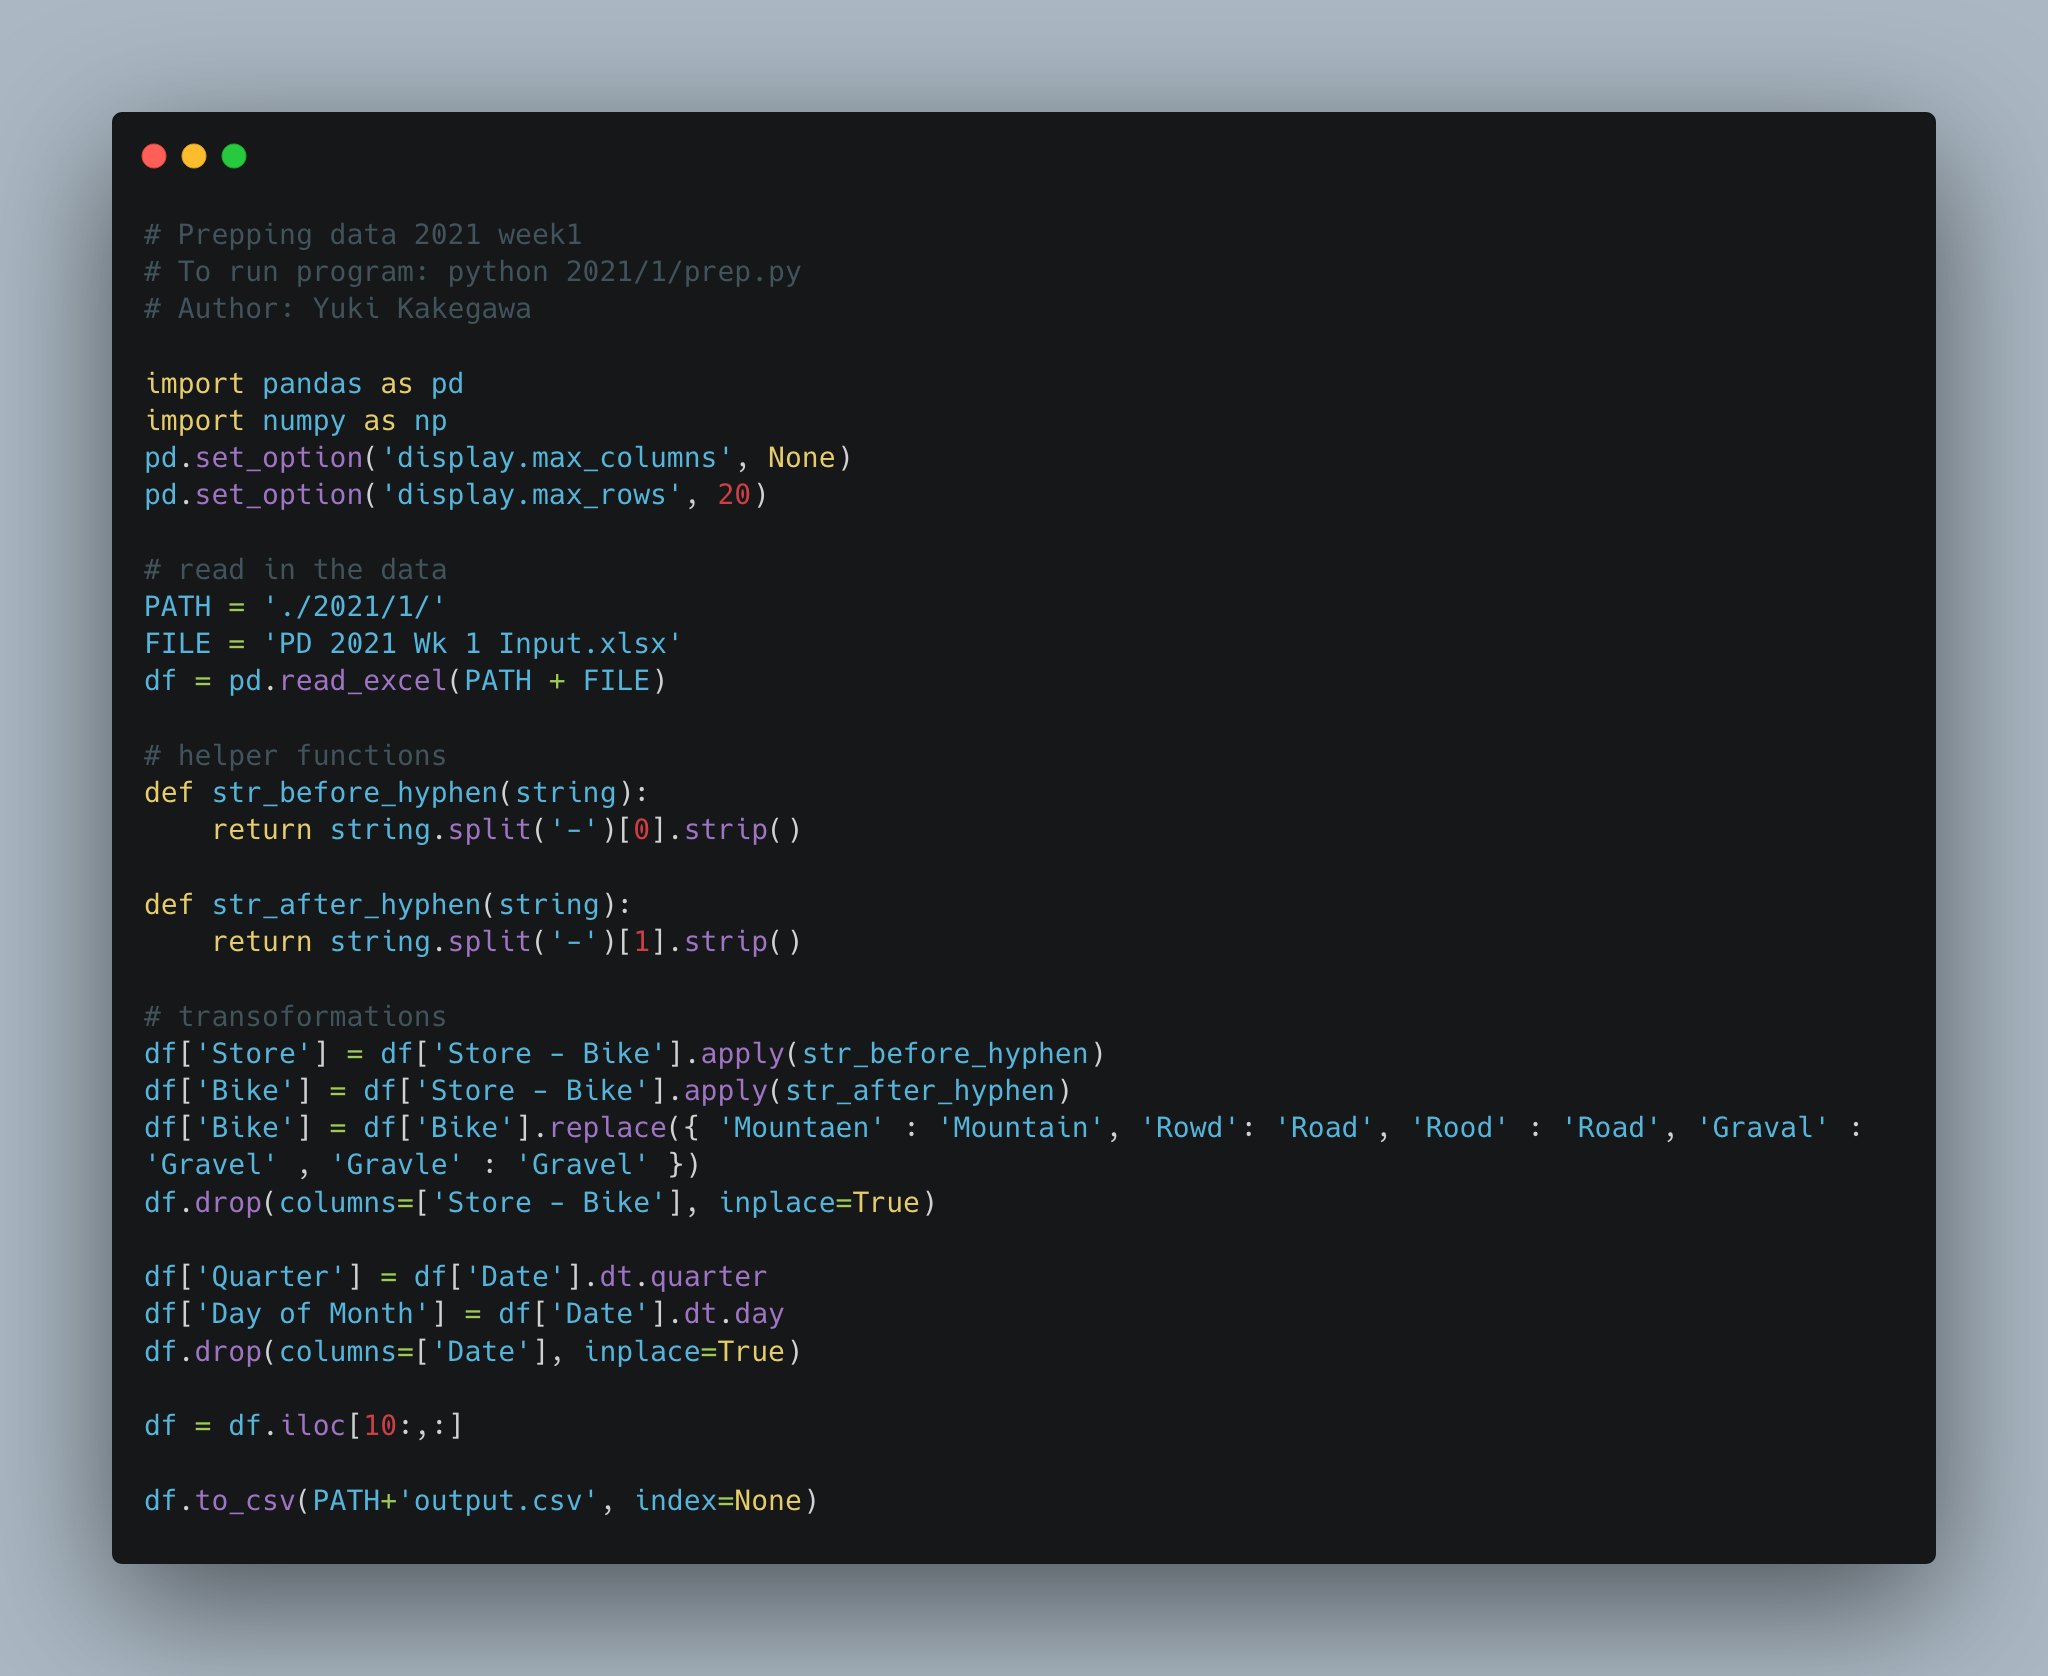 # Prepping data 2021 week1
# To run program: python 2021/1/prep.py
# Author: Yuki Kakegawa
import pandas as pd
import numpy as np
pd.set_option('display.max_columns', None)
pd.set_option('display.max_rows', 20)
# read in the data
PATH = './2021/1/'
FILE = 'PD 2021 Wk 1 Input.xlsx'
df = pd.read_excel(PATH + FILE)
# helper functions
def str_before_hyphen(string):
    return string.split('-')[0].strip()
def str_after_hyphen(string):
    return string.split('-')[1].strip()
# transoformations
df['Store'] = df['Store - Bike'].apply(str_before_hyphen)
df['Bike'] = df['Store - Bike'].apply(str_after_hyphen)
df['Bike'] = df['Bike'].replace({ 'Mountaen' : 'Mountain', 'Rowd': 'Road', 'Rood' : 'Road', 'Graval' :
'Gravel' , 'Gravle' : 'Gravel' })
df.drop(columns=['Store - Bike'], inplace=True)
df['Quarter'] = df['Date'].dt.quarter
df['Day of Month'] = df['Date'].dt.day
df.drop(columns=['Date'], inplace=True)
df = df.iloc[10:,:]
df.to_csv(PATH+'output.csv', index=None)